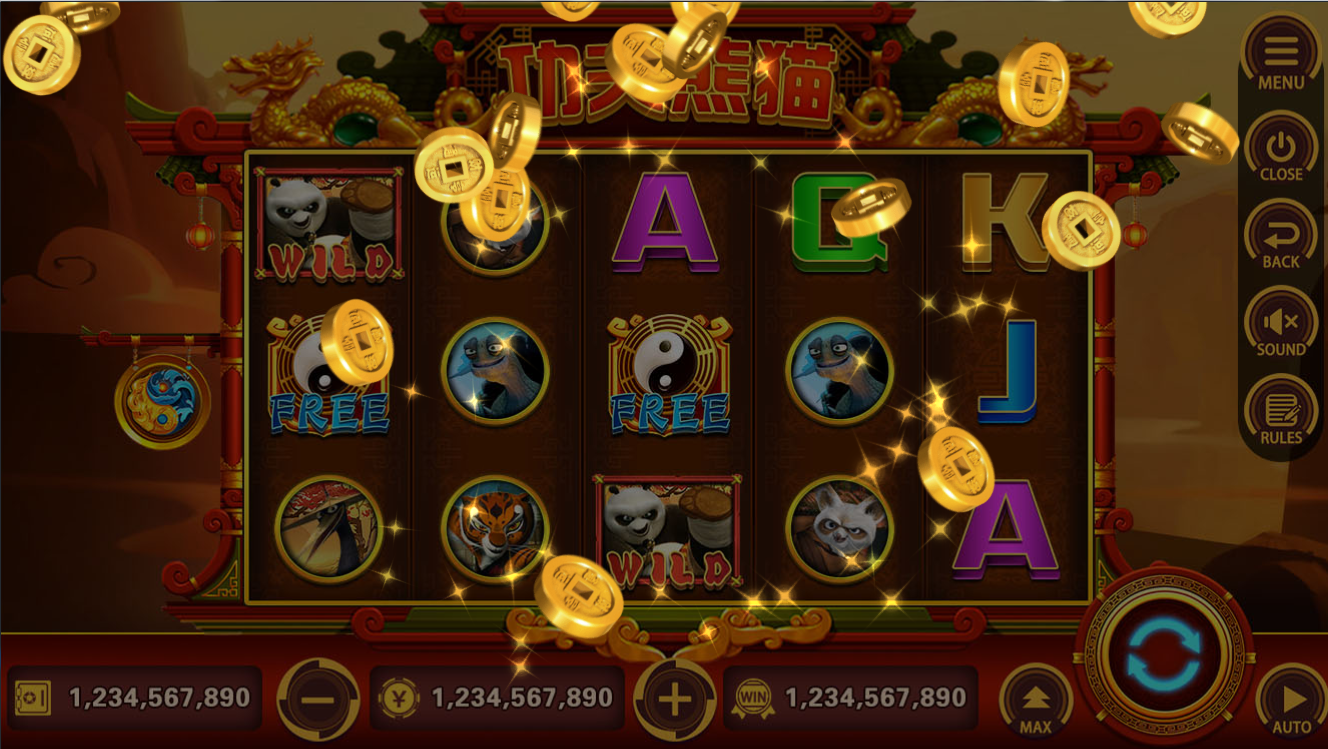 功夫熊猫
MENU
CLOSE
BACK
SOUND
RULES
WILD
A
Q
K
FREE
FREE
J
WILD
A
1,234,567,890
¥
1,234,567,890
WIN
1,234,567,890
MAX
AUTO